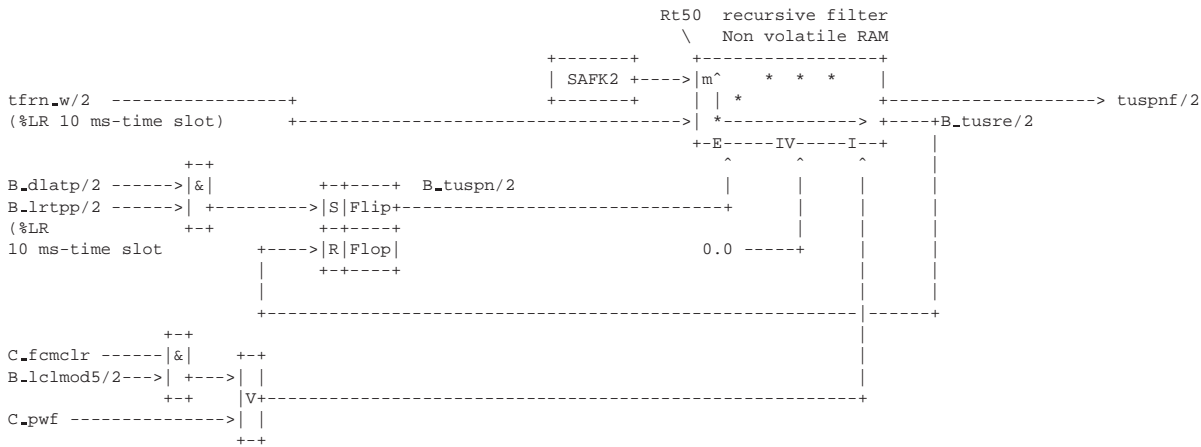 Rt50 recursive filter
\ Non volatile RAM
SAFK2 m^ * * *
tfrn_w/2 | | * tuspnf/2
(%LR 10 ms-time slot) * B_tusre/2
E IV I
B_dlatp/2 & B_tuspn/2
B_lrtpp/2 S Flip
(%LR
10 ms-time slot R Flop 0.0
C_fcmclr &
B_lclmod5/2
V
C_pwf